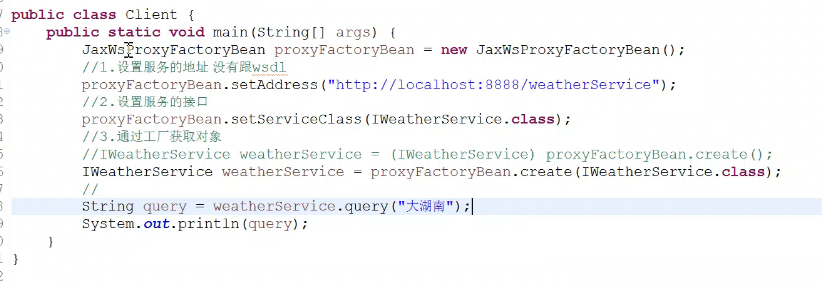 public class Client {
public static void main(String[] args) {
JaxWsProxyFactoryBean proxyFactoryBean = new JaxWsProxyFactoryBean();
//1.设置服务的地址 没有跟wsdl
proxyFactoryBean.setAddress("http://localhost:8888/weatherService");
//2.设置服务的接口
proxyFactoryBean.setServiceClass(IWeatherService.class);
//3.通过工厂获取对象
//IWeatherService weatherService = (IWeatherService) proxyFactoryBean.create();
IWeatherService weatherService = proxyFactoryBean.create(IWeatherService.class);
//
String query = weatherService.query("大湖南");
System.out.println(query);
}
}